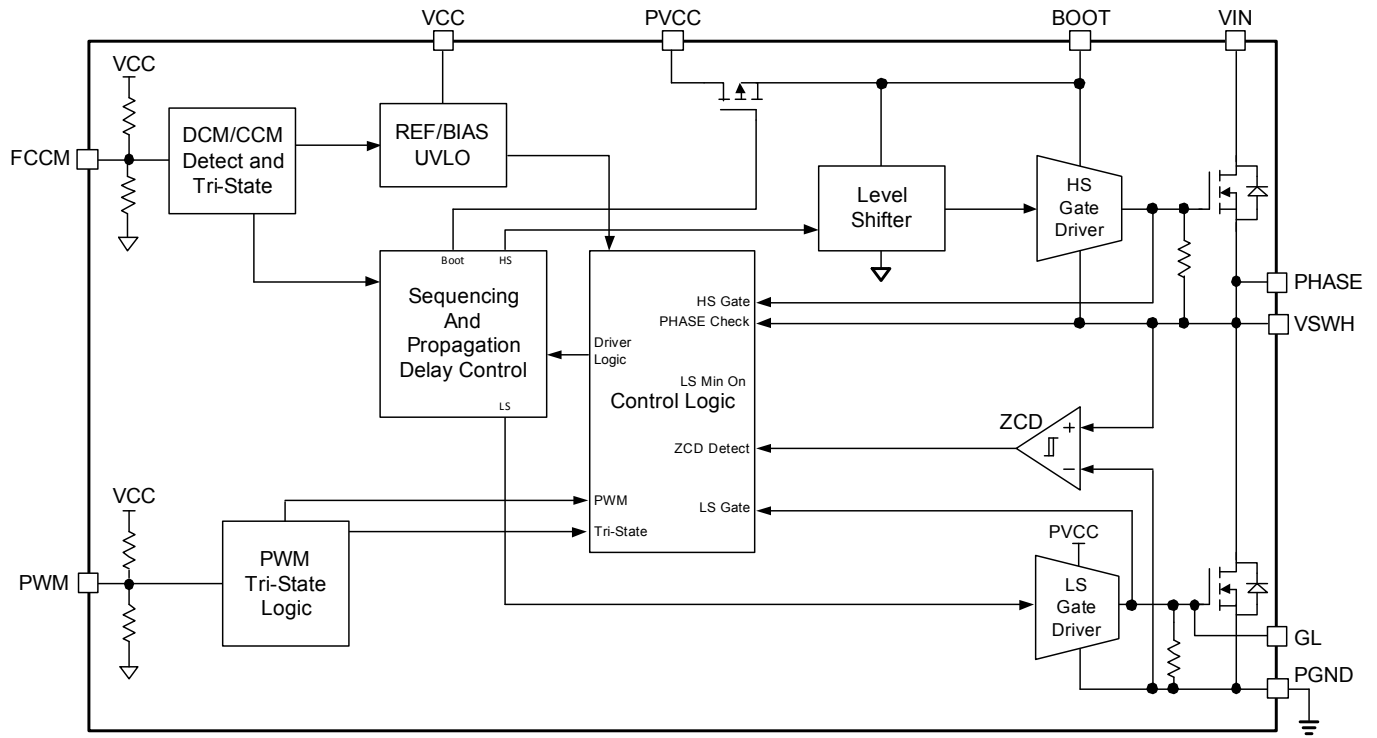 VCC
PVCC
BOOT
VIN
VCC
FCCM
DCM/CCM
Detect and
Tri-State
REF/BIAS
UVLO
Level
Shifter
HS
Gate
Driver
Boot
HS
Sequencing
And
Propagation
Delay Control
LS
HS Gate
PHASE Check
Driver
Logic
LS Min On
Control Logic
ZCD Detect
PWM
LS Gate
Tri-State
PHASE
VSWH
ZCD
+
−
VCC
PWM
PWM
Tri-State
Logic
PVCC
LS
Gate
Driver
GL
PGND